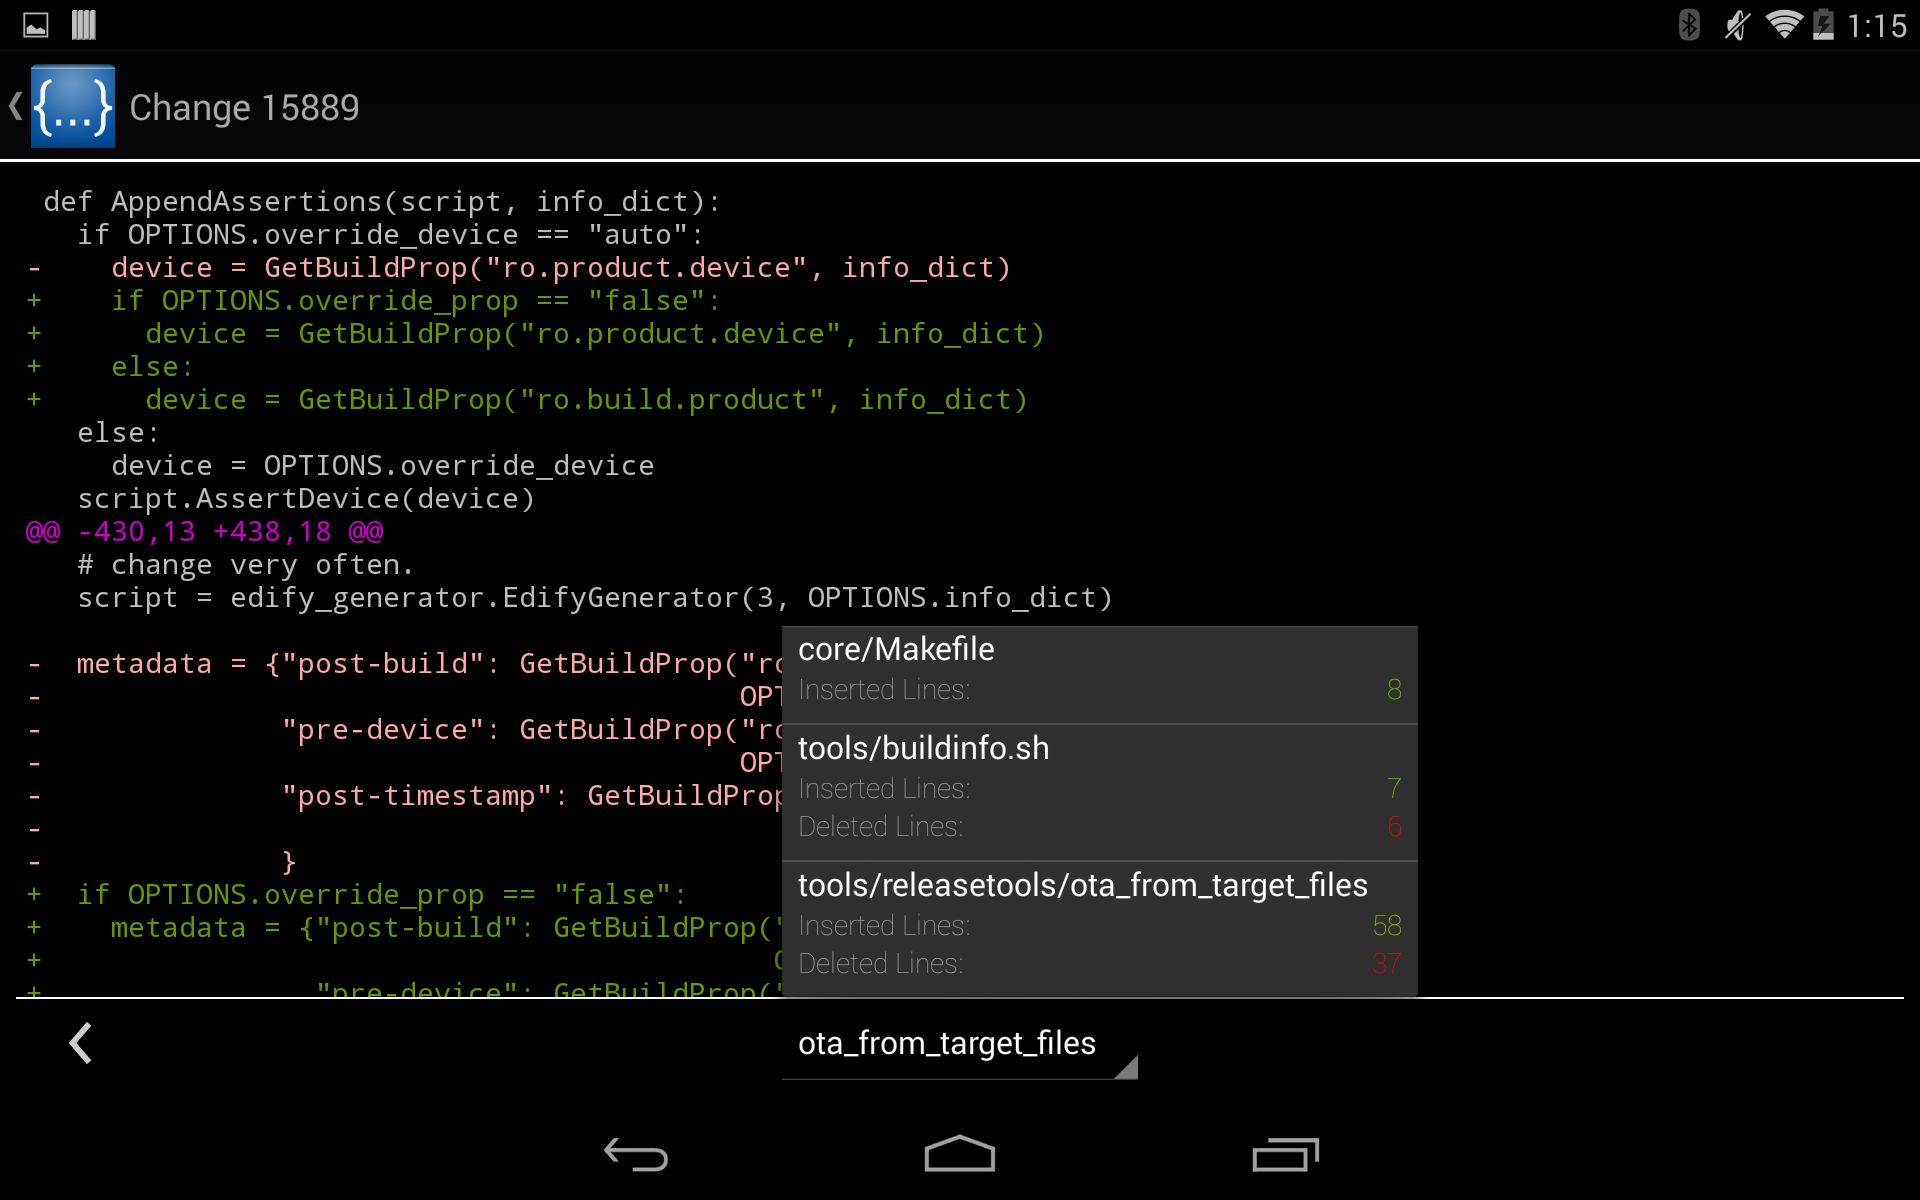 1:15
{...} Change 15889
def AppendAssertions(script, info_dict):
if OPTIONS.override_device == "auto":
-    device = GetBuildProp("ro.product.device", info_dict)
+    if OPTIONS.override_prop == "false":
+      device = GetBuildProp("ro.product.device", info_dict)
+    else:
+      device = GetBuildProp("ro.build.product", info_dict)
else:
device = OPTIONS.override_device
script.AssertDevice(device)
@@ -430,13 +438,18 @@
# change very often.
script = edify_generator.EdifyGenerator(3, OPTIONS.info_dict)
-  metadata = {"post-build": GetBuildProp("rc
-                                         OPT
-              "pre-device": GetBuildProp("rc
-                                         OPT
-              "post-timestamp": GetBuildProp
-
-              }
+  if OPTIONS.override_prop == "false":
+    metadata = {"post-build": GetBuildProp("
+
+                "pre-device": GetBuildProp("
core/Makefile
Inserted Lines: 8
tools/buildinfo.sh
Inserted Lines: 7
Deleted Lines: 6
tools/releasetools/ota_from_target_files
Inserted Lines: 58
Deleted Lines: 37
ota_from_target_files